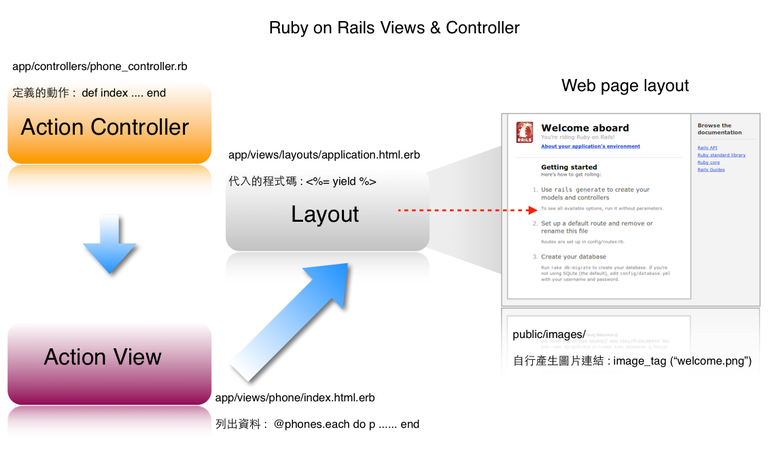 Ruby on Rails Views & Controller
app/controllers/phone_controller.rb
定義的動作 : def index .... end
Action Controller
Action View
app/views/phone/index.html.erb
列出資料 : @phones.each do p ...... end
app/views/layouts/application.html.erb
代入的程式碼 : <%= yield %>
Layout
Web page layout
RAILS
Welcome aboard
You're riding Ruby on Rails!
About your application's environment
Getting started
Here's how to get rolling:
1. Use rails generate to create your
models and controllers
To see all available options, run it without parameters.
2. Set up a default route and remove or
rename this file
Routes are set up in config/routes.rb.
3. Create your database
Run rake db:migrate to create your database. If you're
not using SQLite (the default), edit config/database.yml
with your username and password.
Browse the
documentation
Rails API
Ruby standard library
Ruby core
Rails Guides
public/images/
自行產生圖片連結 : image_tag (“welcome.png”)